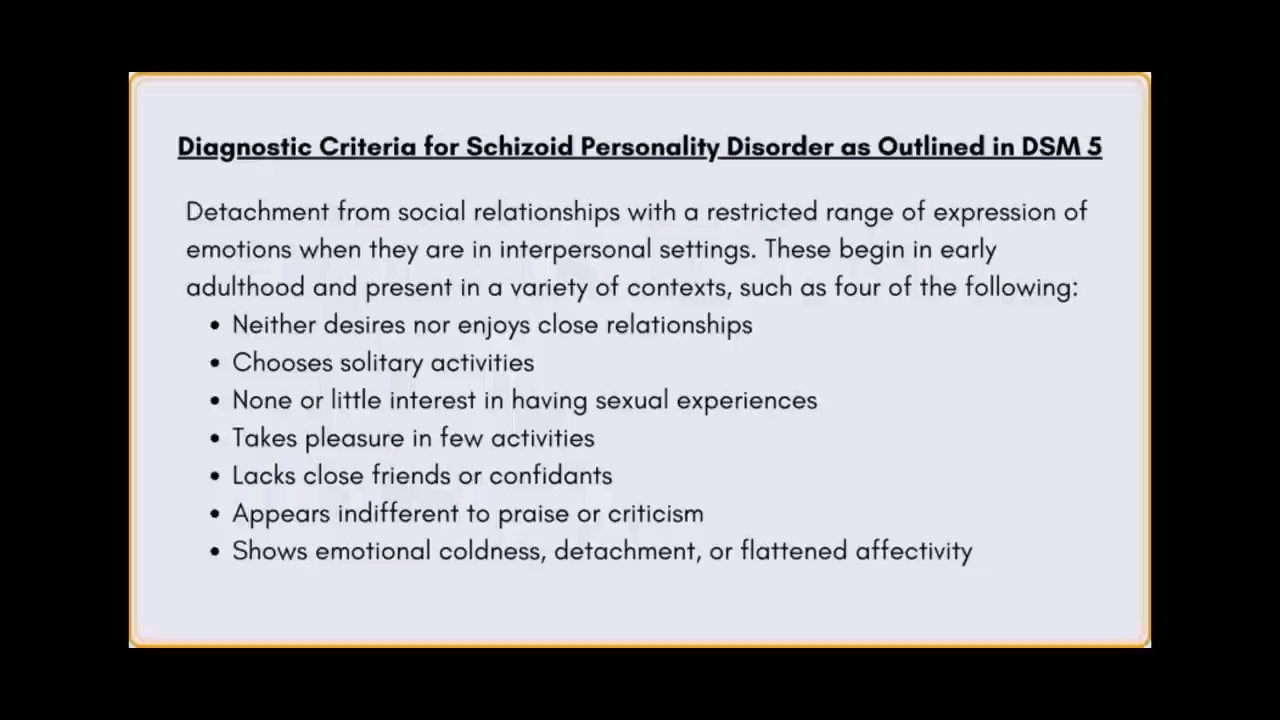 Diagnostic Criteria for Schizoid Personality Disorder as Outlined in DSM 5
Detachment from social relationships with a restricted range of expression of
emotions when they are in interpersonal settings. These begin in early
adulthood and present in a variety of contexts, such as four of the following:
• Neither desires nor enjoys close relationships
• Chooses solitary activities
• None or little interest in having sexual experiences
• Takes pleasure in few activities
• Lacks close friends or confidants
• Appears indifferent to praise or criticism
• Shows emotional coldness, detachment, or flattened affectivity